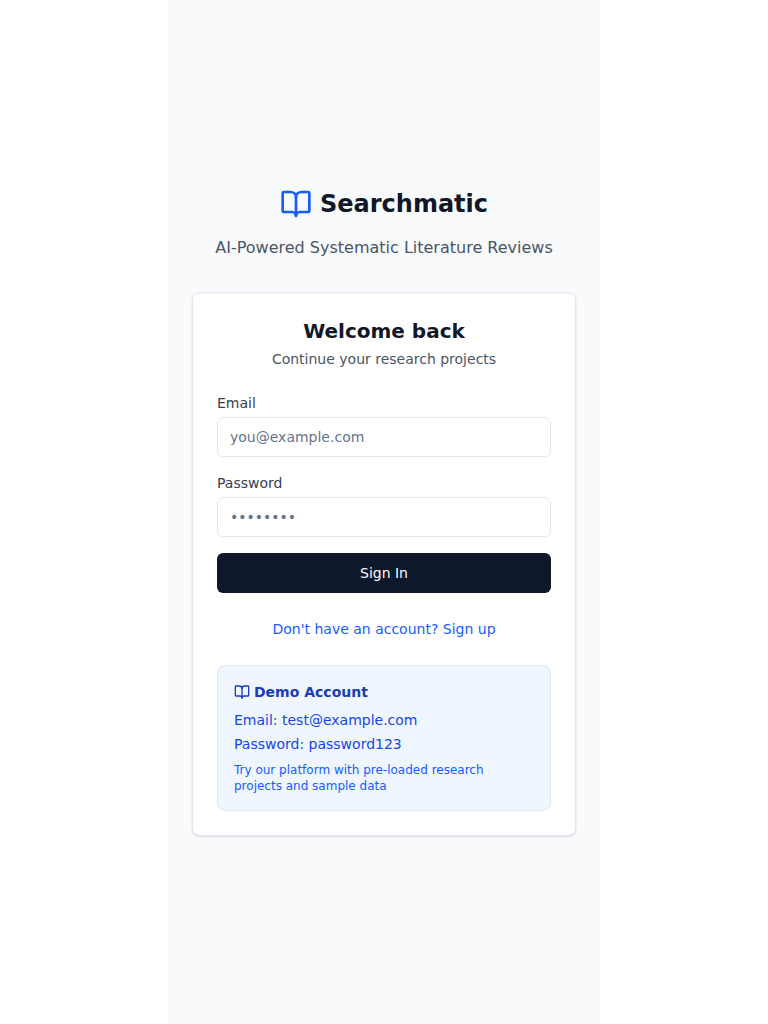 Searchmatic
AI-Powered Systematic Literature Reviews
Welcome back
Continue your research projects
Email
you@example.com
Password
••••••••
Sign In
Don't have an account? Sign up
Demo Account
Email: test@example.com
Password: password123
Try our platform with pre-loaded research
projects and sample data